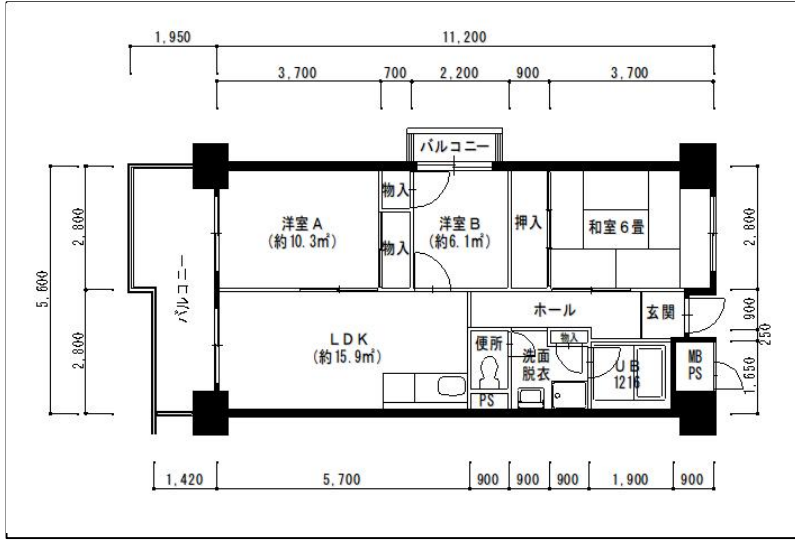 1,950
11,200
3,700
700
2,200
900
3,700
バルコニー
物入
洋室A
(約10.3㎡)
物入
洋室B
(約6.1㎡)
押入
和室6畳
2,800
5,600
2,800
バルコニー
2,800
900
250
1,650
ホール
玄関
LDK
(約15.9㎡)
便所
物入
洗面
脱衣
UB
1216
MB
PS
PS
1,420
5,700
900
900
900
1,900
900